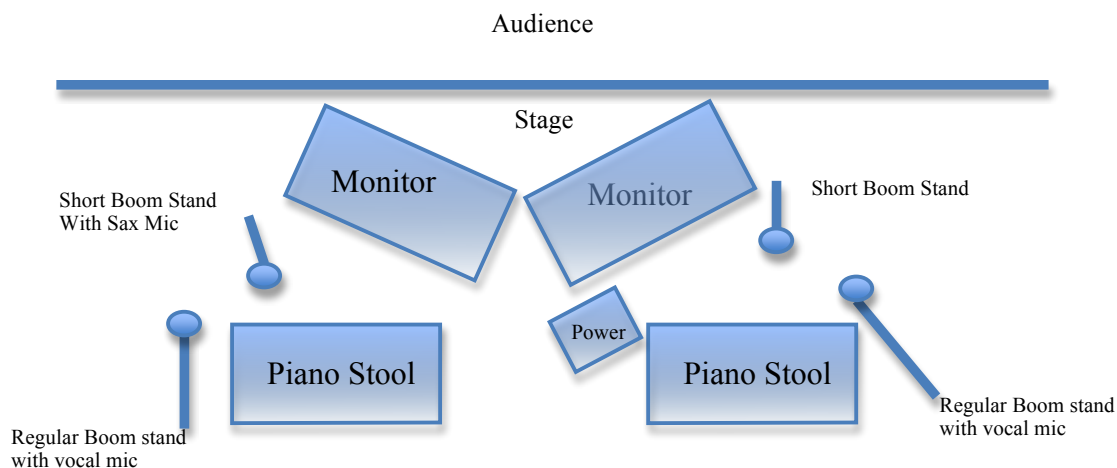 Audience
Stage
Monitor
Monitor
Short Boom Stand
With Sax Mic
Short Boom Stand
Power
Piano Stool
Piano Stool
Regular Boom stand
with vocal mic
Regular Boom stand
with vocal mic